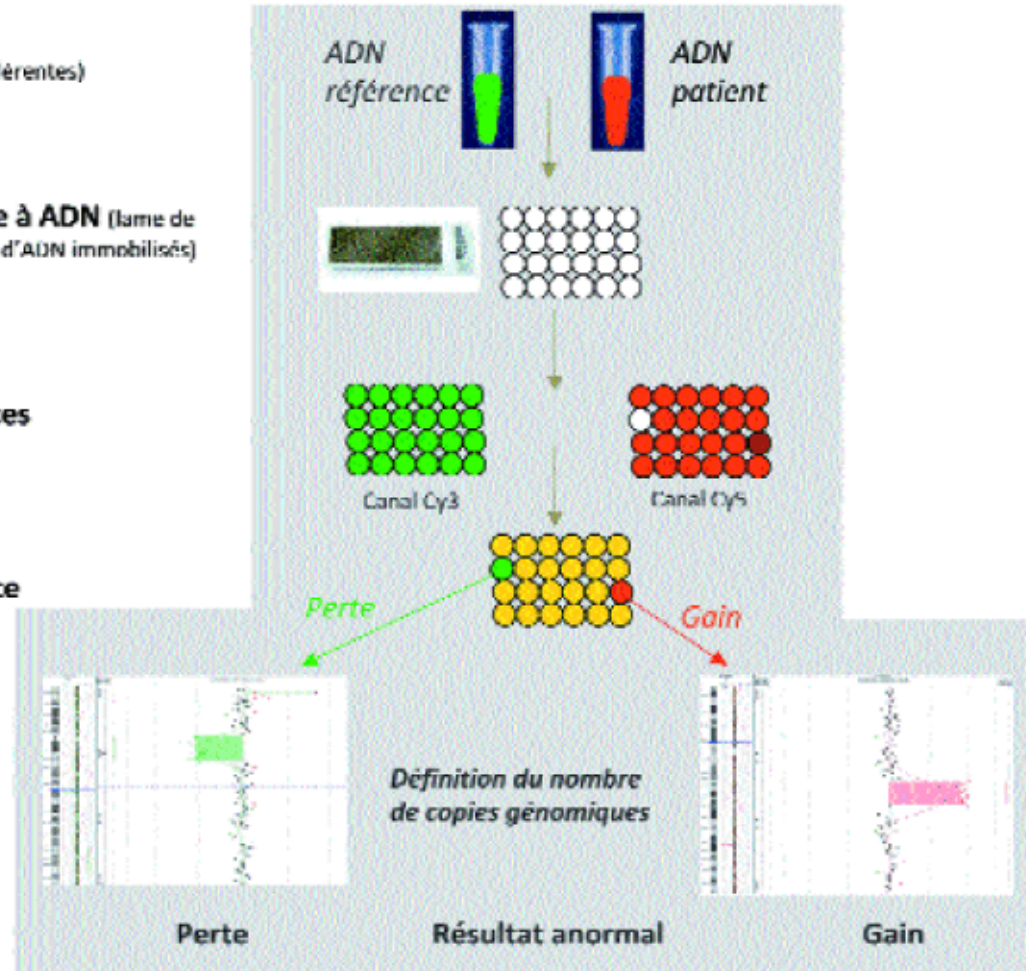 ADN
référence
ADN
patient
érentes)
e à ADN (lame de
d'ADN immobilisés)
es
Canal Cy3
Canal Cy5
te
Perte
Gain
Définition du nombre
de copies génomiques
Perte
Résultat anormal
Gain